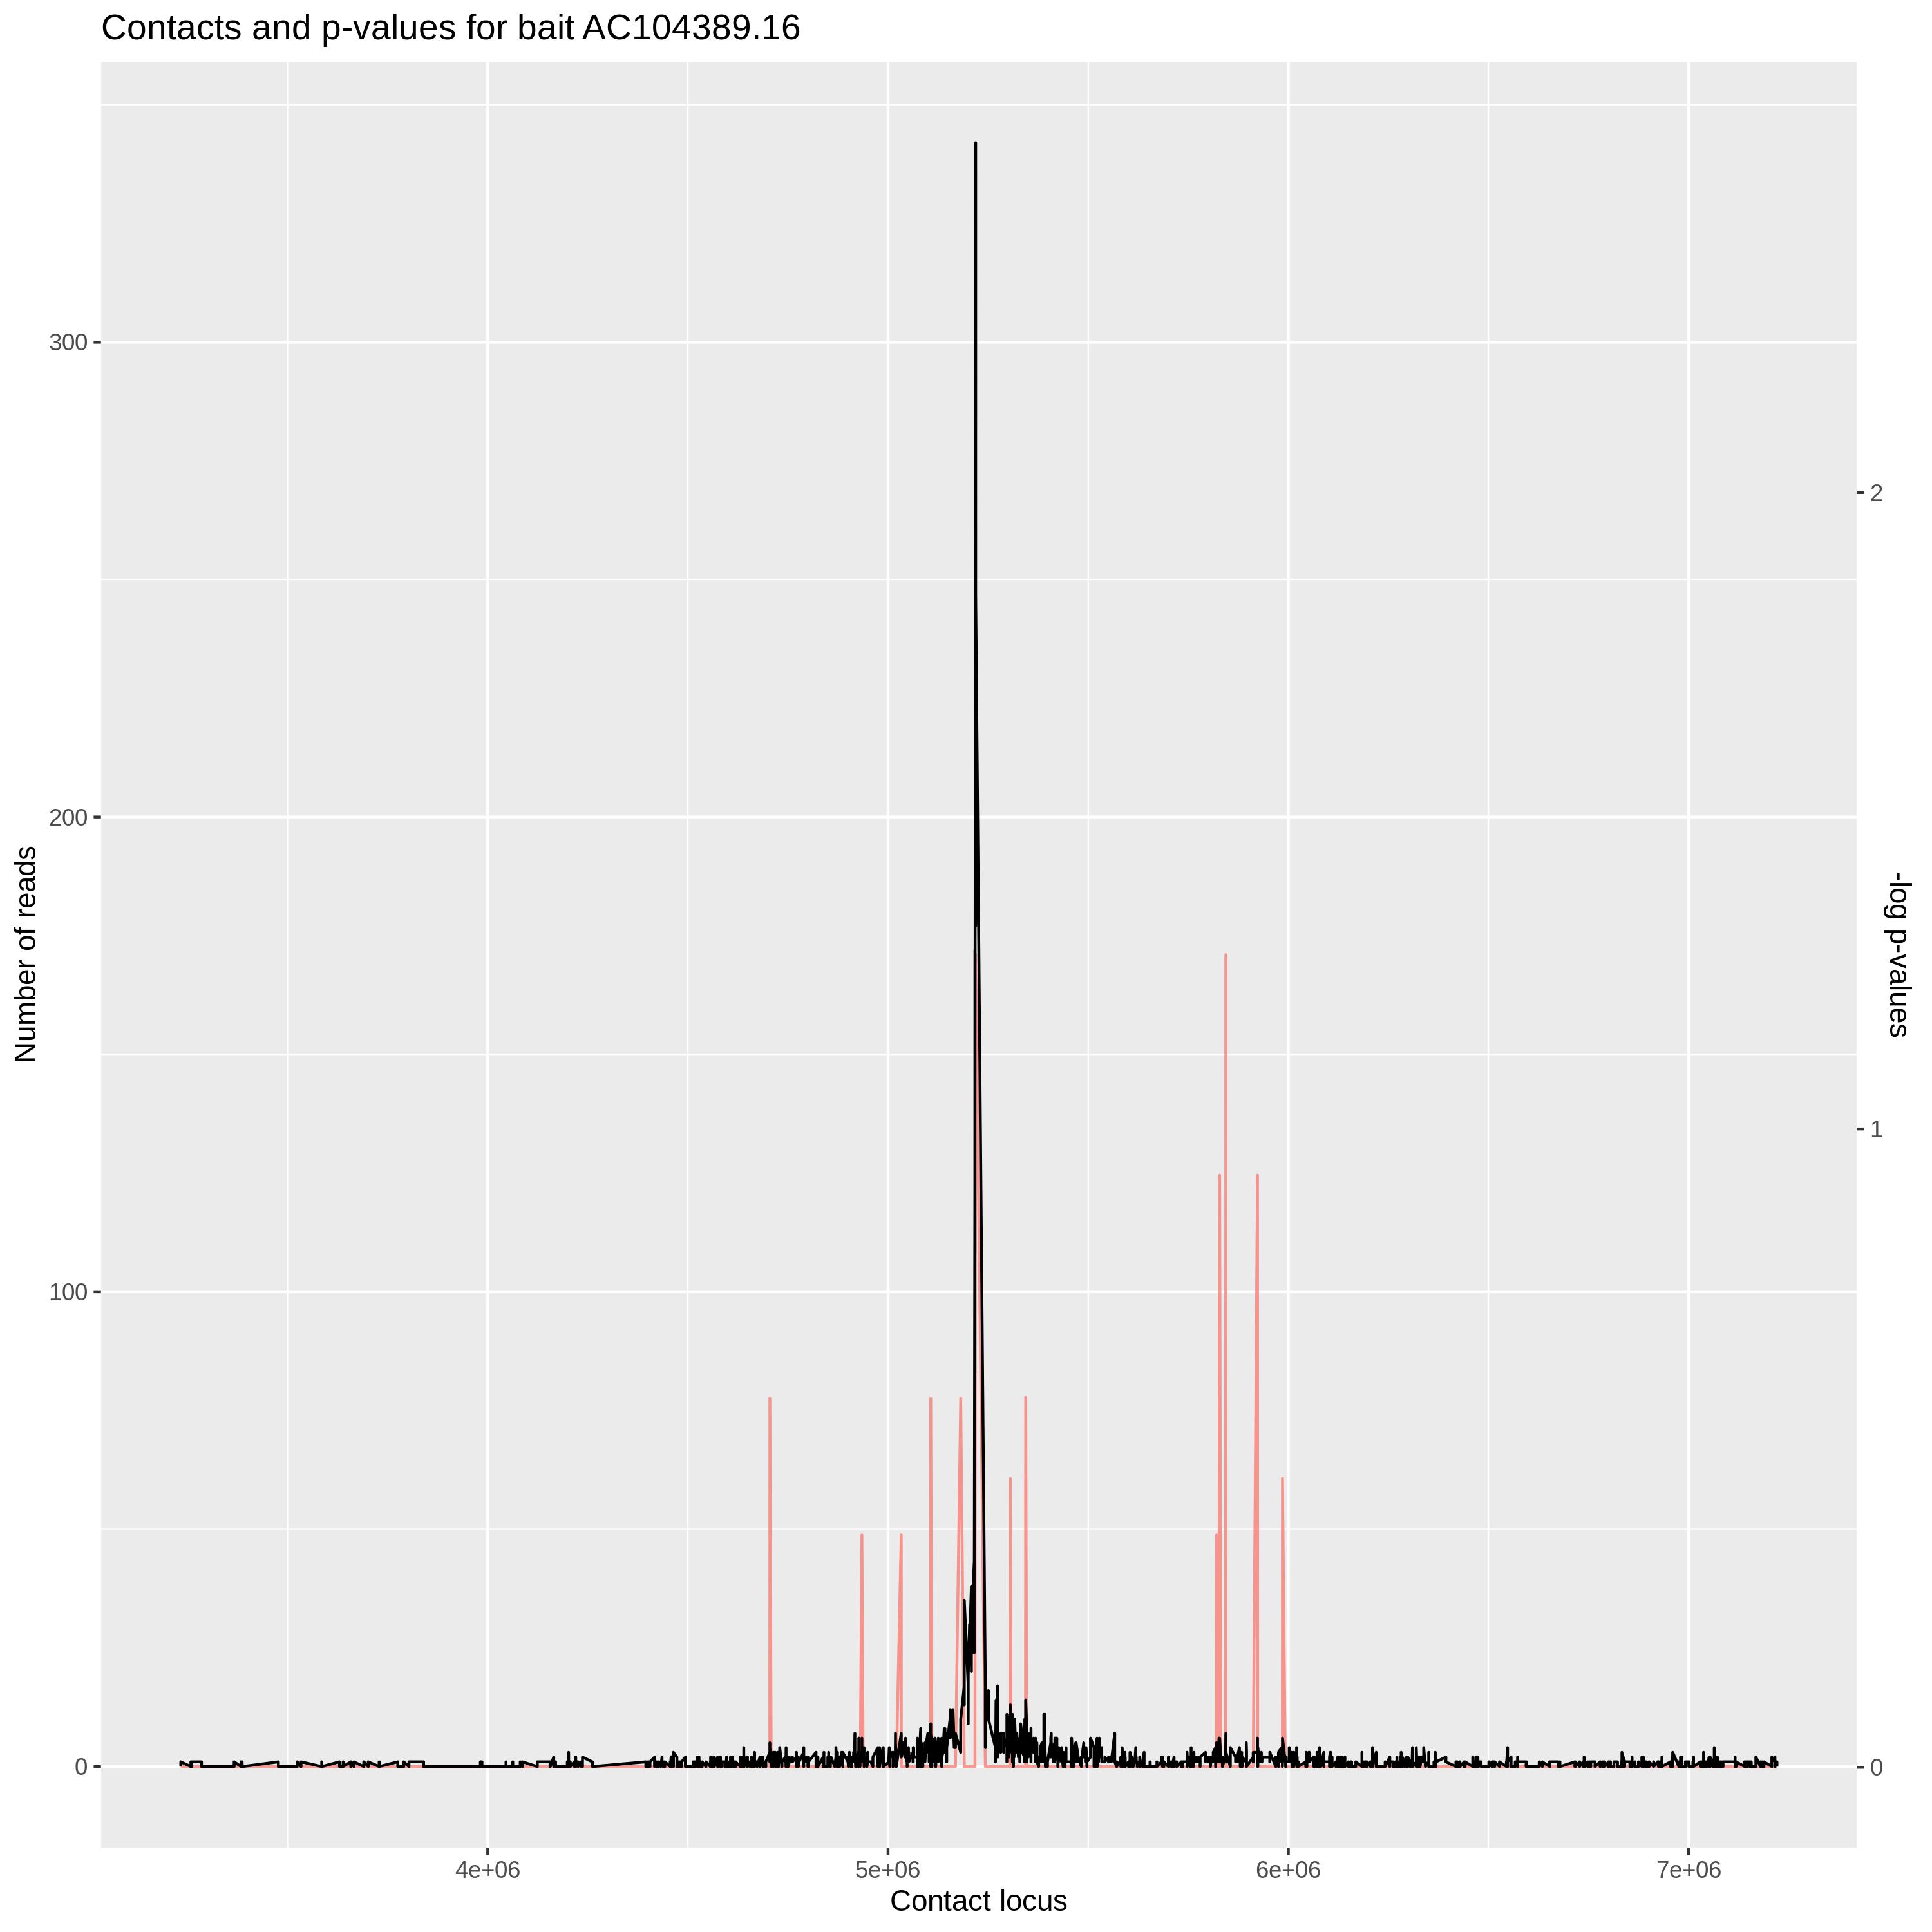 Contacts and p-values for bait AC104389.16
300
200
100
0
Number of reads
2
1
0
-log p-values
4e+06
5e+06
6e+06
7e+06
Contact locus